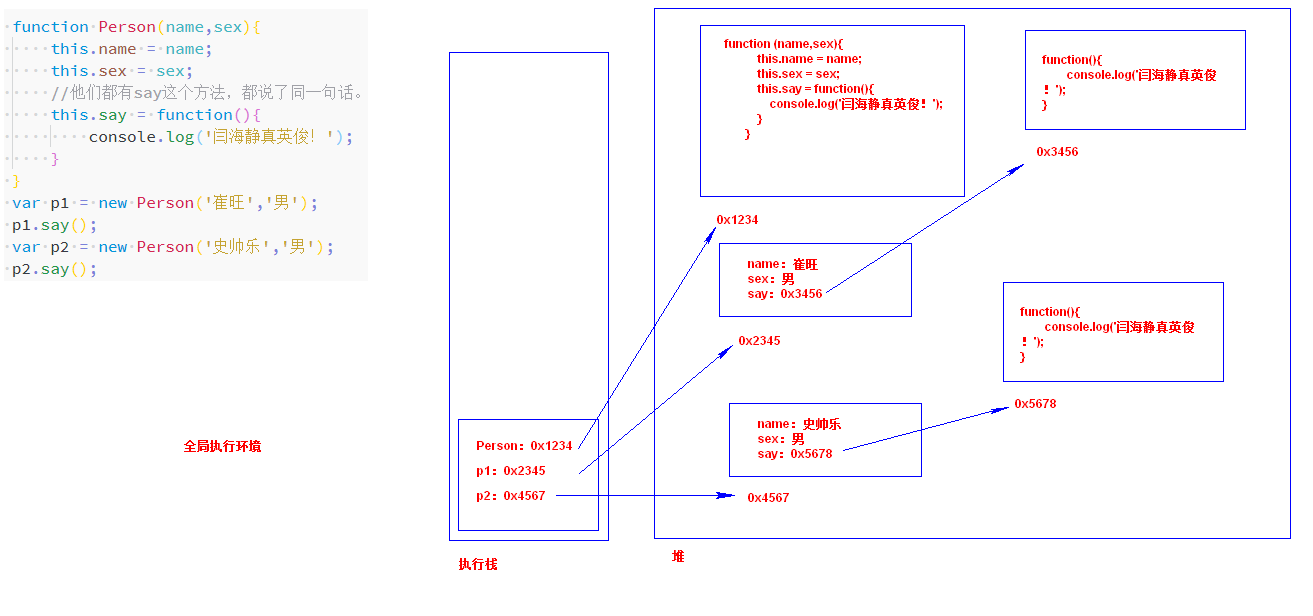 function Person(name,sex){
this.name = name;
this.sex = sex;
//他们都有say这个方法，都说了同一句话。
this.say = function(){
console.log('闫海静真英俊！');
}
}
var p1 = new Person('崔旺','男');
p1.say();
var p2 = new Person('史帅乐','男');
p2.say();
全局执行环境
Person：0x1234
p1：0x2345
p2：0x4567
执行栈
function (name,sex){
this.name = name;
this.sex = sex;
this.say = function(){
console.log('闫海静真英俊！');
}
}
0x1234
name：崔旺
sex：男
say：0x3456
0x2345
name：史帅乐
sex：男
say：0x5678
0x4567
function(){
console.log('闫海静真英俊
！');
}
0x3456
function(){
console.log('闫海静真英俊
！');
}
0x5678
堆